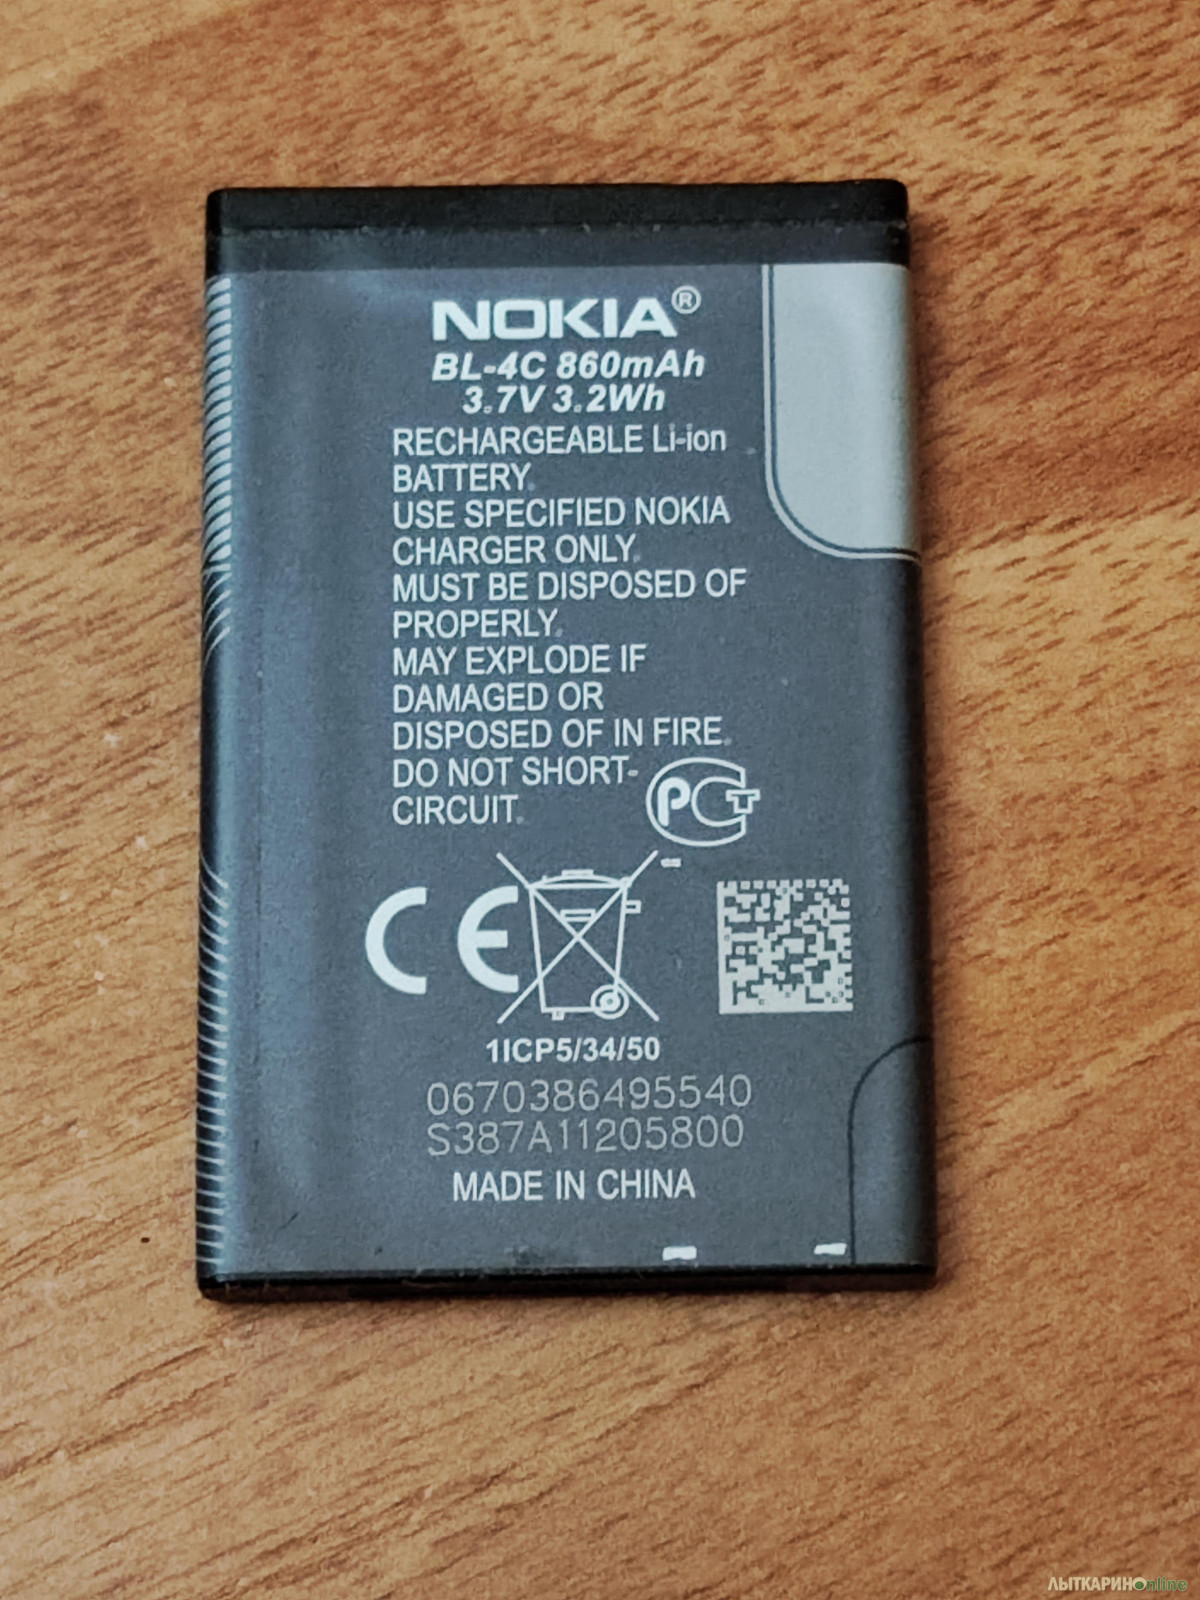 NOKIA®
BL-4C 860mAh
3.7V 3.2Wh
RECHARGEABLE Li-ion
BATTERY.
USE SPECIFIED NOKIA
CHARGER ONLY.
MUST BE DISPOSED OF
PROPERLY.
MAY EXPLODE IF
DAMAGED OR
DISPOSED OF IN FIRE.
DO NOT SHORT-
CIRCUIT.
РСТ
CE
1ICP5/34/50
0670386495540
S387A11205800
MADE IN CHINA
ЛЫТКАРИНОonline